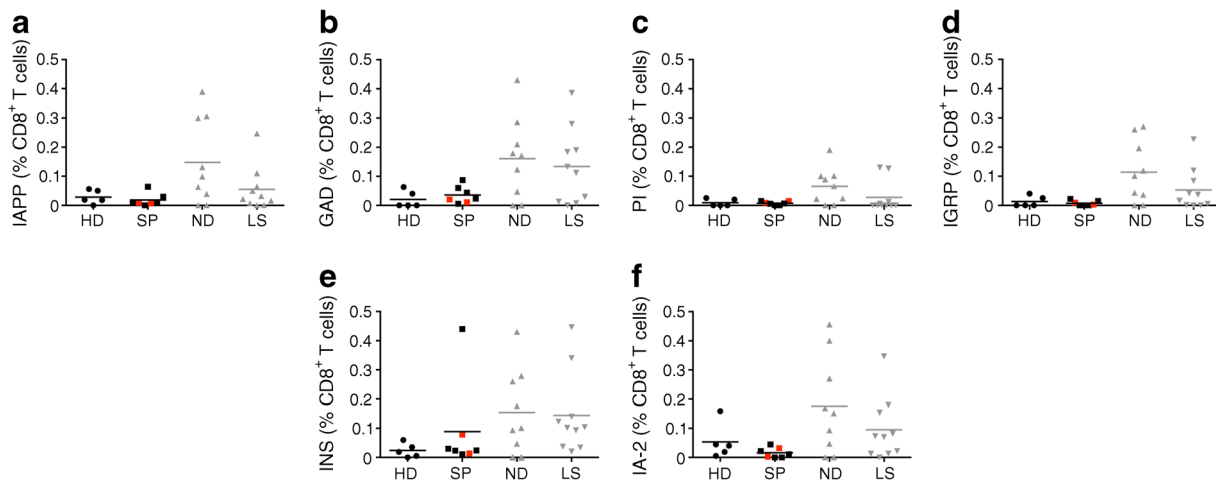 a
IAPP (% CD8+ T cells)
0.5
0.4
0.3
0.2
0.1
0
HD SP ND LS
b
GAD (% CD8+ T cells)
0.5
0.4
0.3
0.2
0.1
0
HD SP ND LS
c
PI (% CD8+ T cells)
0.5
0.4
0.3
0.2
0.1
0
HD SP ND LS
d
IGRP (% CD8+ T cells)
0.5
0.4
0.3
0.2
0.1
0
HD SP ND LS
e
INS (% CD8+ T cells)
0.5
0.4
0.3
0.2
0.1
0
HD SP ND LS
f
IA-2 (% CD8+ T cells)
0.5
0.4
0.3
0.2
0.1
0
HD SP ND LS